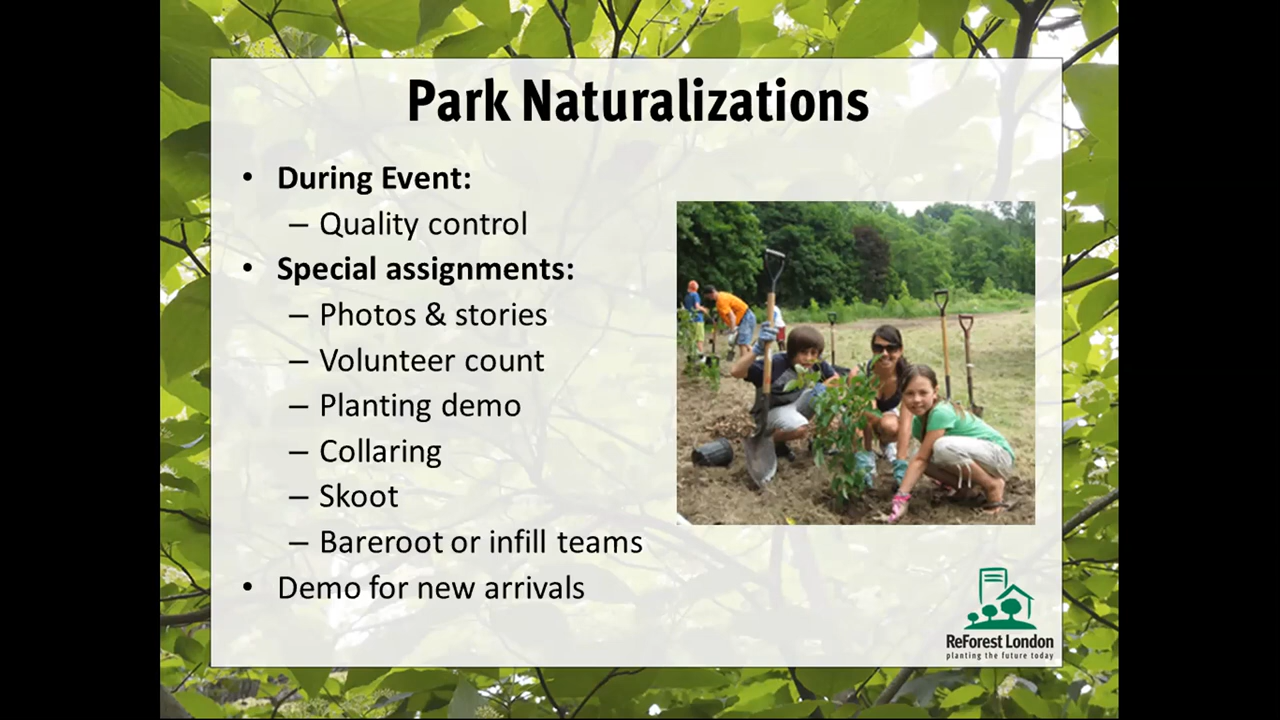 Park Naturalizations
• During Event:
– Quality control
• Special assignments:
– Photos & stories
– Volunteer count
– Planting demo
– Collaring
– Skoot
– Bareroot or infill teams
• Demo for new arrivals
ReForest London
planting the future today